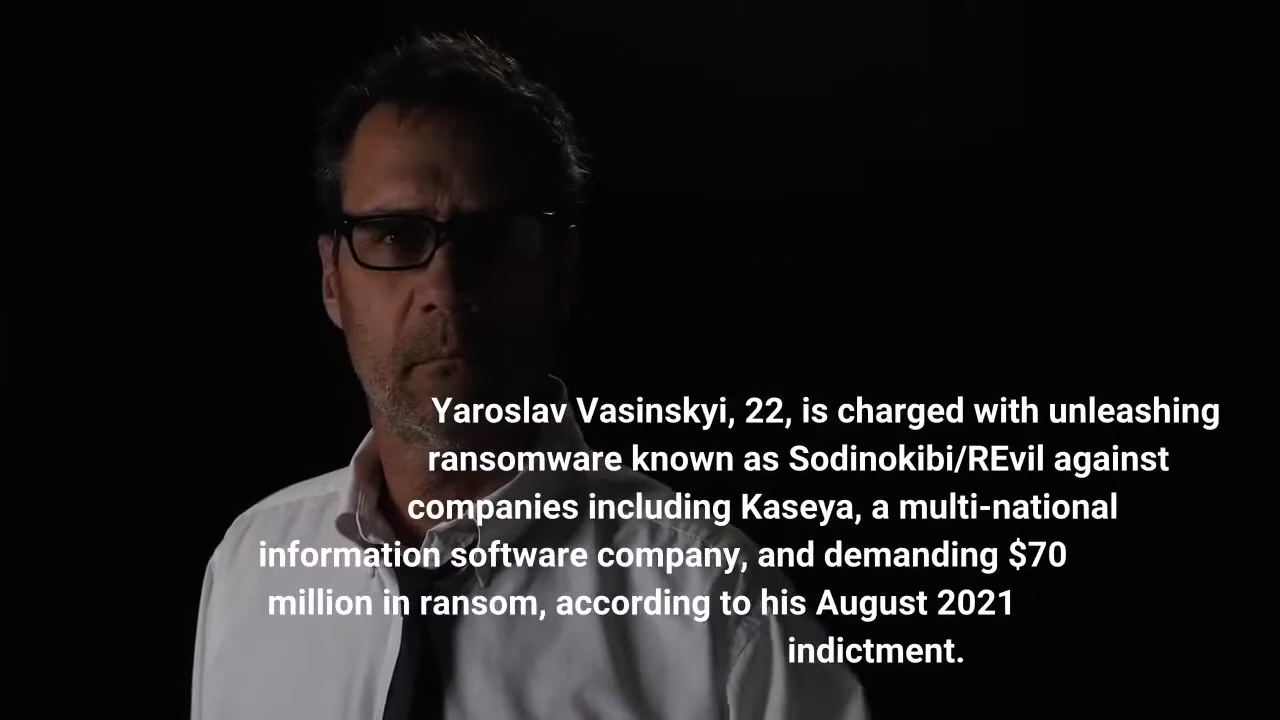 Yaroslav Vasinskyi, 22, is charged with unleashing
ransomware known as Sodinokibi/REvil against
companies including Kaseya, a multi-national
information software company, and demanding $70
million in ransom, according to his August 2021
indictment.